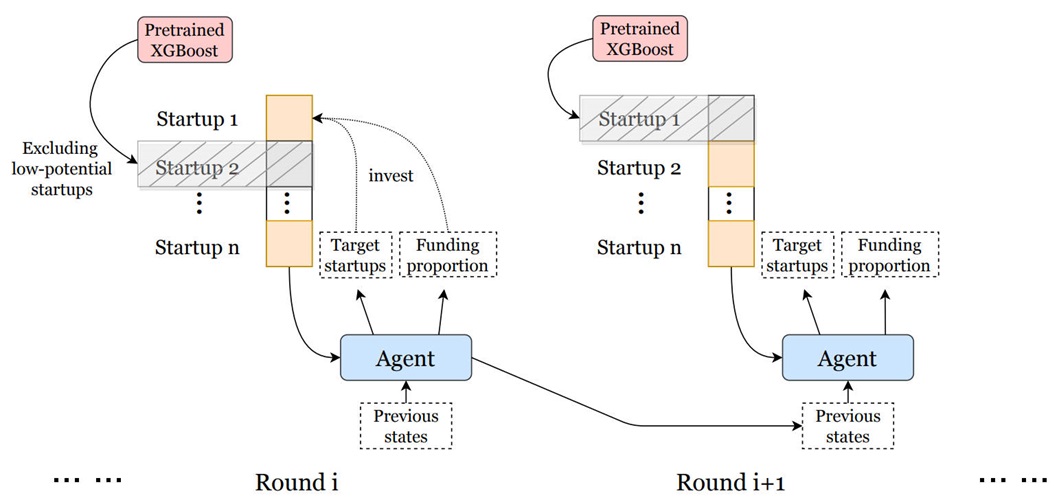 Pretrained
XGBoost
Startup 1
Excluding
low-potential
startups
Startup 2
invest
Startup n
Target
startups
Funding
proportion
Agent
Previous
states
Round i
Pretrained
XGBoost
Startup 1
Startup 2
Startup n
Target
startups
Funding
proportion
Agent
Previous
states
Round i+1